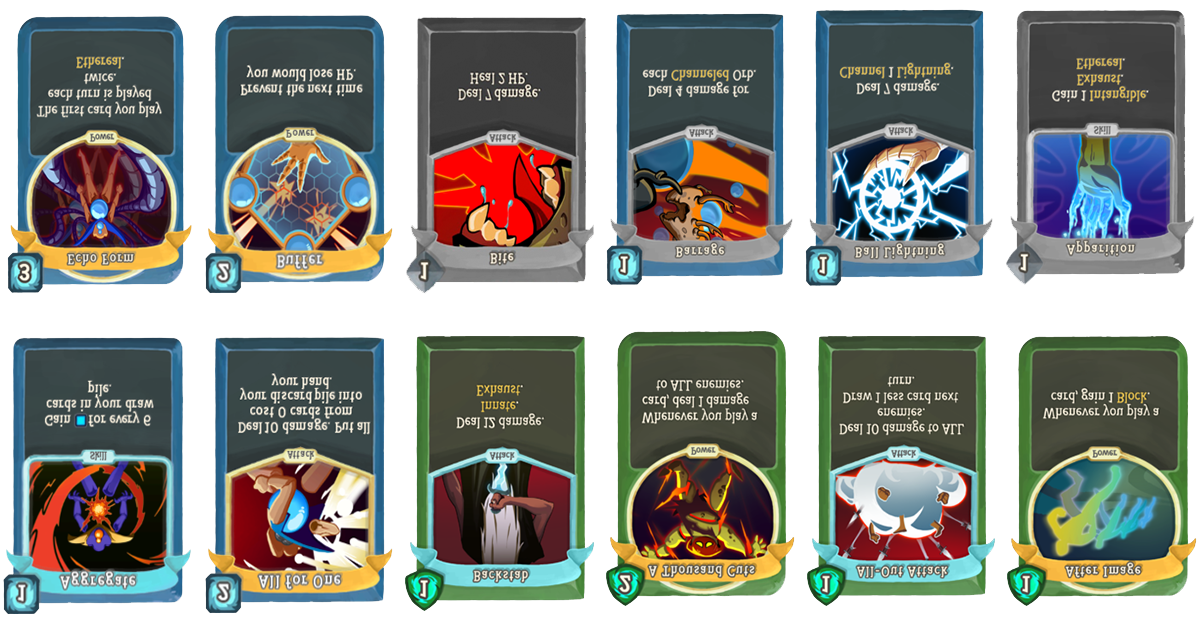 1
Aggregate
Skill
Gain for every 6
cards in your draw
pile.
2
All for One
Attack
Deal 10 damage. Put all
cost 0 cards from
your discard pile into
your hand.
1
Backstab
Attack
Deal 12 damage.
Innate.
Exhaust.
2
A Thousand Cuts
Power
Whenever you play a
card, deal 1 damage
to ALL enemies.
1
All-Out Attack
Attack
Deal 10 damage to ALL
enemies.
Draw 1 less card next
turn.
1
After Image
Power
Whenever you play a
card, gain 1 Block.
3
Echo Form
Power
The first card you play
each turn is played
twice.
Ethereal.
2
Buffer
Power
Prevent the next time
you would lose HP.
1
Bite
Attack
Deal 7 damage.
Heal 2 HP.
1
Barrage
Attack
Deal 4 damage for
each Channeled Orb.
1
Ball Lightning
Attack
Deal 7 damage.
Channel 1 Lightning.
1
Apparition
Skill
Gain 1 Intangible.
Exhaust.
Ethereal.